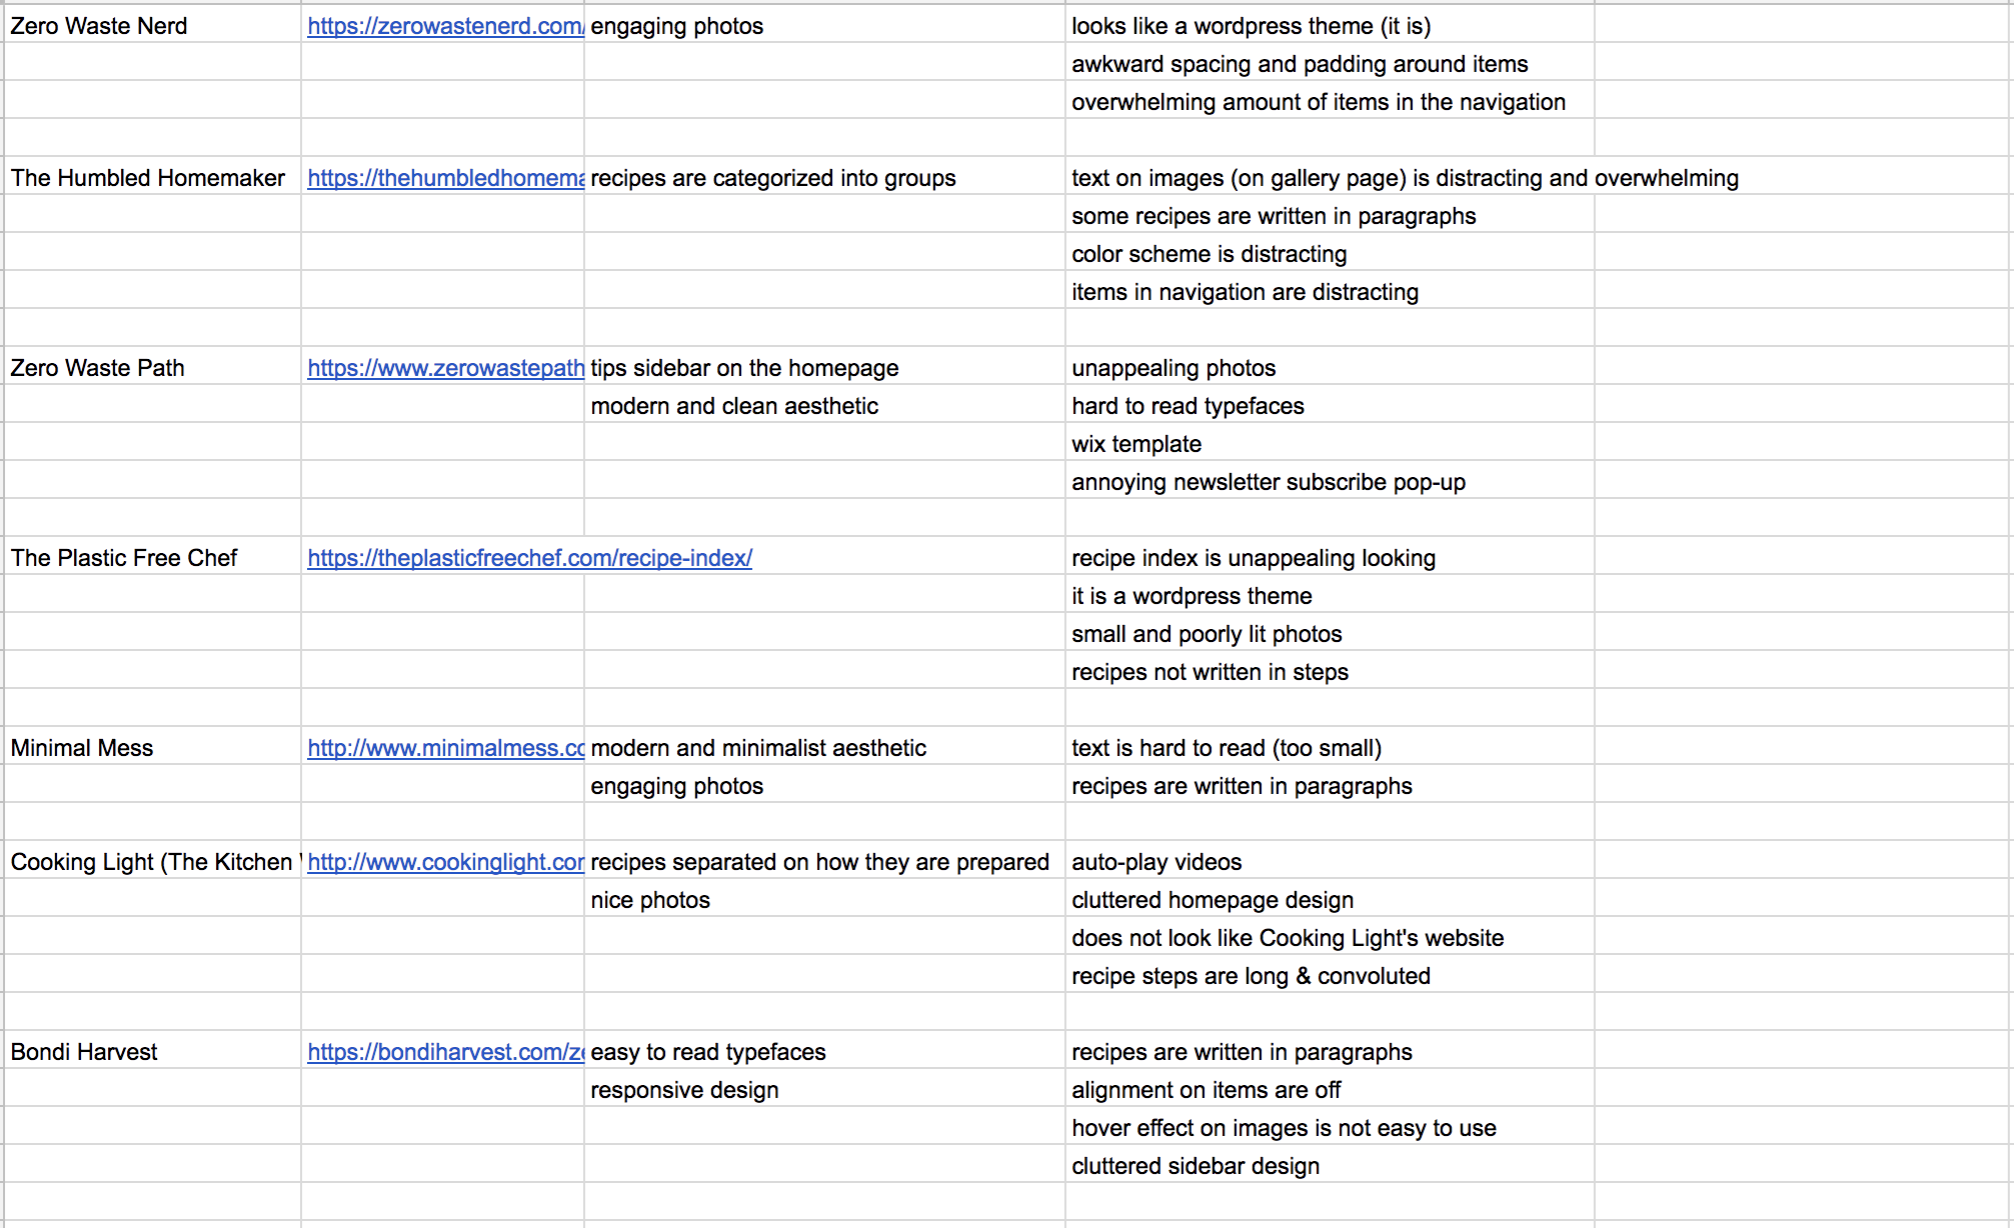 Zero Waste Nerd https://zerowastenerd.com/ engaging photos looks like a wordpress theme (it is)
awkward spacing and padding around items
overwhelming amount of items in the navigation
The Humbled Homemaker https://thehumbledhomema recipes are categorized into groups text on images (on gallery page) is distracting and overwhelming
some recipes are written in paragraphs
color scheme is distracting
items in navigation are distracting
Zero Waste Path https://www.zerowastepath tips sidebar on the homepage unappealing photos
modern and clean aesthetic hard to read typefaces
wix template
annoying newsletter subscribe pop-up
The Plastic Free Chef https://theplasticfreechef.com/recipe-index/ recipe index is unappealing looking
it is a wordpress theme
small and poorly lit photos
recipes not written in steps
Minimal Mess http://www.minimalmess.cc modern and minimalist aesthetic text is hard to read (too small)
engaging photos recipes are written in paragraphs
Cooking Light (The Kitchen http://www.cookinglight.cor recipes separated on how they are prepared auto-play videos
nice photos cluttered homepage design
does not look like Cooking Light's website
recipe steps are long & convoluted
Bondi Harvest https://bondiharvest.com/ze easy to read typefaces recipes are written in paragraphs
responsive design alignment on items are off
hover effect on images is not easy to use
cluttered sidebar design